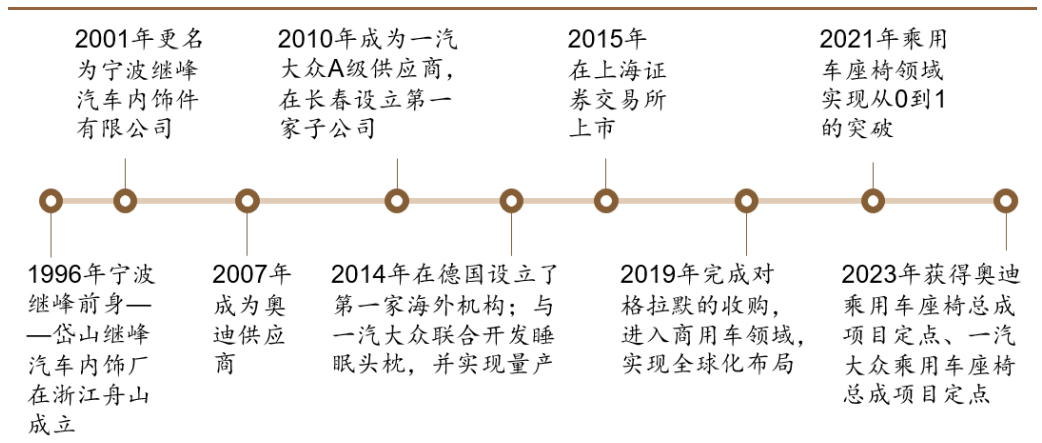 2001年更名
为宁波继峰
汽车内饰件
有限公司
2010年成为一汽
大众A级供应商，
在长春设立第一
家子公司
2015年
在上海证
券交易所
上市
2021年乘用
车座椅领域
实现从0到1
的突破
1996年宁波
继峰前身—
—岱山继峰
汽车内饰厂
在浙江舟山
成立
2007年
成为奥
迪供应
商
2014年在德国设立了
第一家海外机构；与
一汽大众联合开发睡
眠头枕，并实现量产
2019年完成对
格拉默的收购，
进入商用车领域，
实现全球化布局
2023年获得奥迪
乘用车座椅总成
项目定点、一汽
大众乘用车座椅
总成项目定点